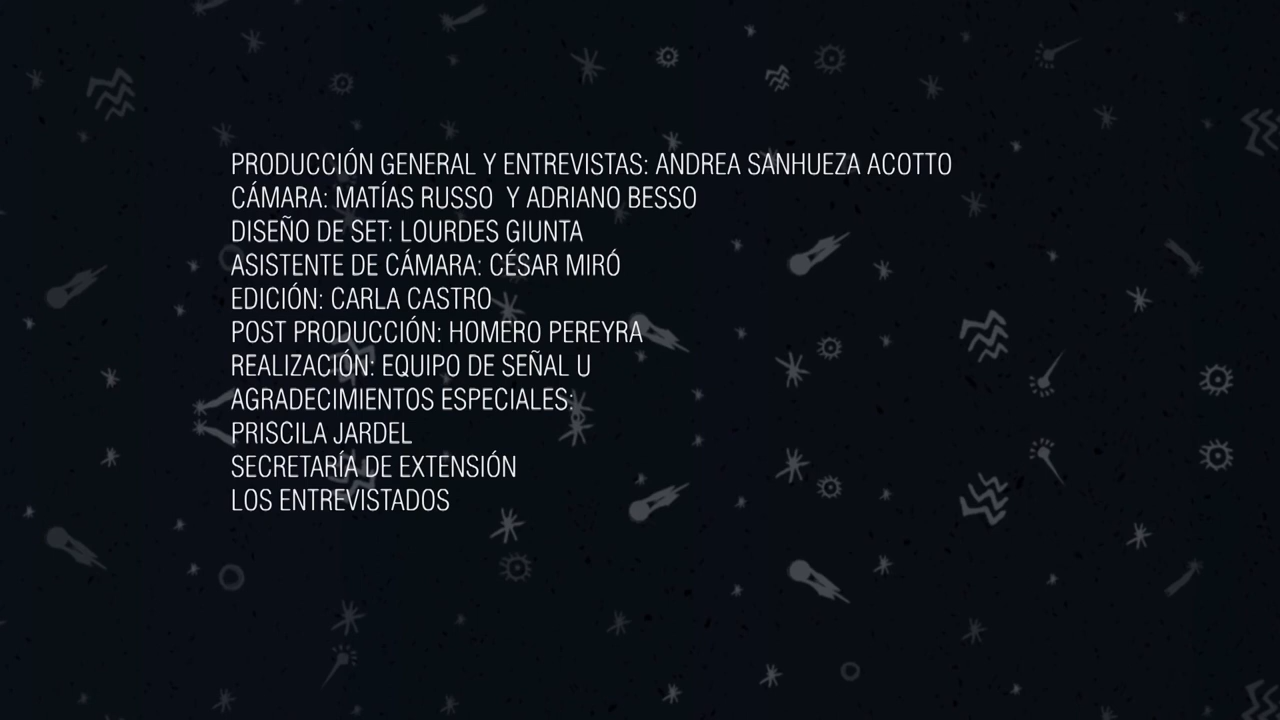 PRODUCCIÓN GENERAL Y ENTREVISTAS: ANDREA SANHUEZA ACOTTO
CÁMARA: MATÍAS RUSSO Y ADRIANO BESSO
DISEÑO DE SET: LOURDES GIUNTA
ASISTENTE DE CÁMARA: CÉSAR MIRÓ
EDICIÓN: CARLA CASTRO
POST PRODUCCIÓN: HOMERO PEREYRA
REALIZACIÓN: EQUIPO DE SEÑAL U
AGRADECIMIENTOS ESPECIALES:
PRISCILA JARDEL
SECRETARÍA DE EXTENSIÓN
LOS ENTREVISTADOS